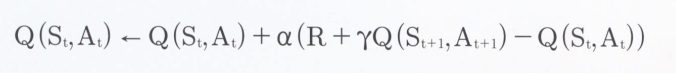 Q(Sₜ,Aₜ) ← Q(Sₜ,Aₜ) + α(R + γQ(Sₜ₊₁,Aₜ₊₁) − Q(Sₜ,Aₜ))